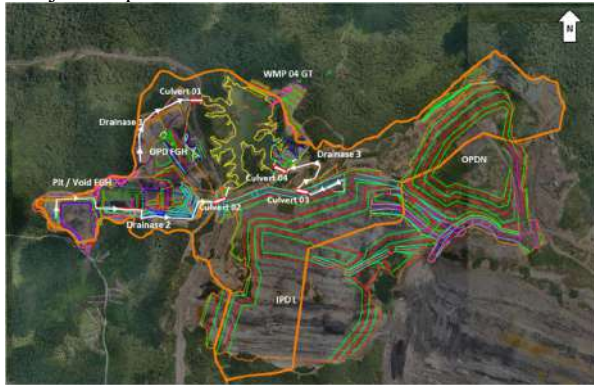 N
WMP 04 GT
Culvert 01
Drainase 1
OPD FGH
Drainase 3
OPDN
Culvert 04
Pit / Void FGH
Culvert 03
Culvert 02
Drainase 2
IPD L